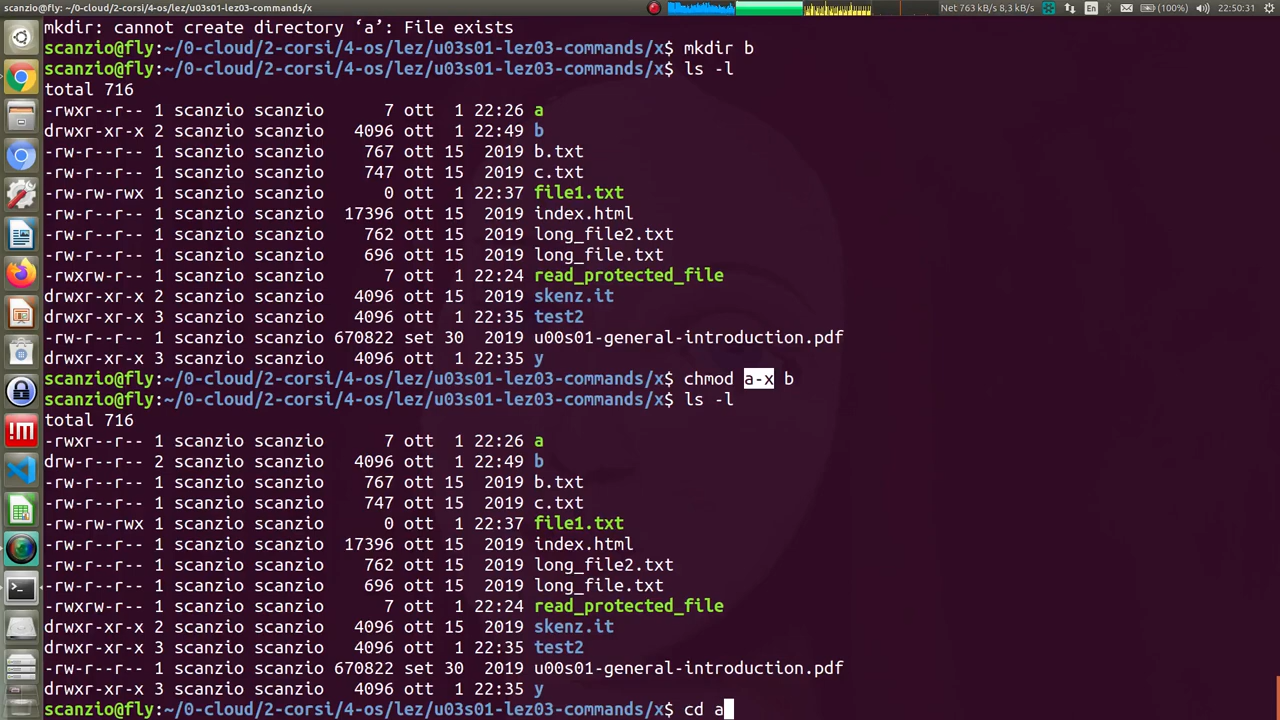 scanzio@fly: ~/0-cloud/2-corsi/4-os/lez/u03s01-lez03-commands/x
Net 763 kB/s 8,3 kB/s
En
(100%)
22:50:31
mkdir: cannot create directory ‘a’: File exists
scanzio@fly:~/0-cloud/2-corsi/4-os/lez/u03s01-lez03-commands/x$ mkdir b
scanzio@fly:~/0-cloud/2-corsi/4-os/lez/u03s01-lez03-commands/x$ ls -l
total 716
-rwxr--r-- 1 scanzio scanzio      7 ott  1 22:26 a
drwxr-xr-x 2 scanzio scanzio   4096 ott  1 22:49 b
-rw-r--r-- 1 scanzio scanzio    767 ott 15  2019 b.txt
-rw-r--r-- 1 scanzio scanzio    747 ott 15  2019 c.txt
-rw-rw-rwx 1 scanzio scanzio      0 ott  1 22:37 file1.txt
-rw-r--r-- 1 scanzio scanzio  17396 ott 15  2019 index.html
-rw-r--r-- 1 scanzio scanzio    762 ott 15  2019 long_file2.txt
-rw-r--r-- 1 scanzio scanzio    696 ott 15  2019 long_file.txt
-rwxrw-r-- 1 scanzio scanzio      7 ott  1 22:24 read_protected_file
drwxr-xr-x 2 scanzio scanzio   4096 ott 15  2019 skenz.it
drwxr-xr-x 3 scanzio scanzio   4096 ott  1 22:35 test2
-rw-r--r-- 1 scanzio scanzio 670822 set 30  2019 u00s01-general-introduction.pdf
drwxr-xr-x 3 scanzio scanzio   4096 ott  1 22:35 y
scanzio@fly:~/0-cloud/2-corsi/4-os/lez/u03s01-lez03-commands/x$ chmod a-x b
scanzio@fly:~/0-cloud/2-corsi/4-os/lez/u03s01-lez03-commands/x$ ls -l
total 716
-rwxr--r-- 1 scanzio scanzio      7 ott  1 22:26 a
drw-r--r-- 2 scanzio scanzio   4096 ott  1 22:49 b
-rw-r--r-- 1 scanzio scanzio    767 ott 15  2019 b.txt
-rw-r--r-- 1 scanzio scanzio    747 ott 15  2019 c.txt
-rw-rw-rwx 1 scanzio scanzio      0 ott  1 22:37 file1.txt
-rw-r--r-- 1 scanzio scanzio  17396 ott 15  2019 index.html
-rw-r--r-- 1 scanzio scanzio    762 ott 15  2019 long_file2.txt
-rw-r--r-- 1 scanzio scanzio    696 ott 15  2019 long_file.txt
-rwxrw-r-- 1 scanzio scanzio      7 ott  1 22:24 read_protected_file
drwxr-xr-x 2 scanzio scanzio   4096 ott 15  2019 skenz.it
drwxr-xr-x 3 scanzio scanzio   4096 ott  1 22:35 test2
-rw-r--r-- 1 scanzio scanzio 670822 set 30  2019 u00s01-general-introduction.pdf
drwxr-xr-x 3 scanzio scanzio   4096 ott  1 22:35 y
scanzio@fly:~/0-cloud/2-corsi/4-os/lez/u03s01-lez03-commands/x$ cd a